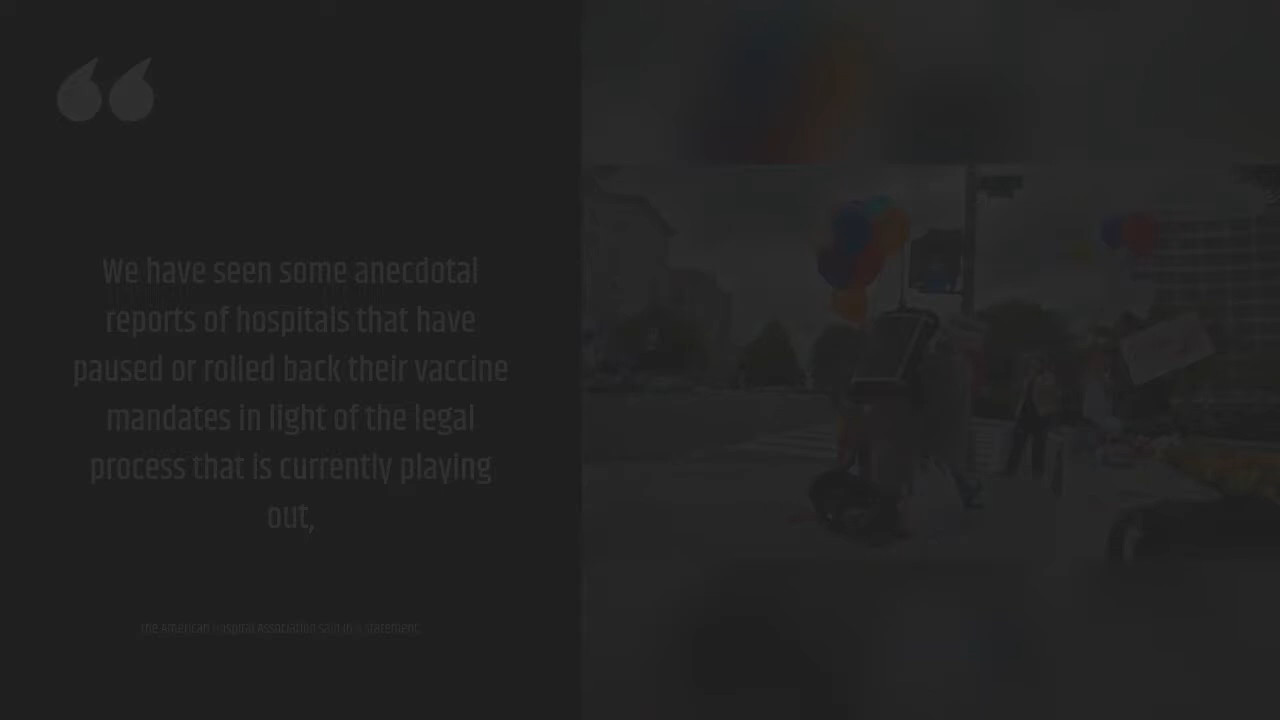 “
We have seen some anecdotal
reports of hospitals that have
paused or rolled back their vaccine
mandates in light of the legal
process that is currently playing
out,
The American Hospital Association said in a statement.